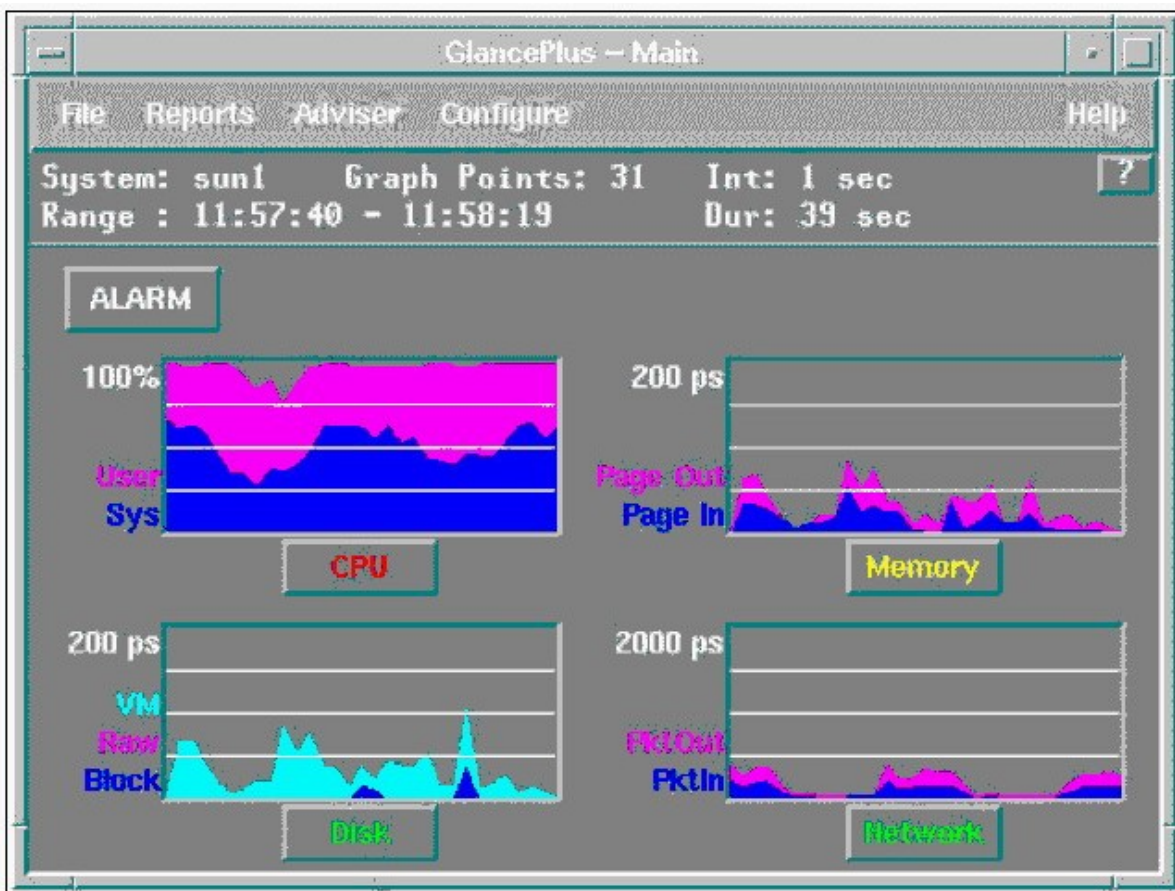 GlancePlus – Main
File Reports Adviser Configure Help
System: sun1 Graph Points: 31 Int: 1 sec ?
Range : 11:57:40 - 11:58:19 Dur: 39 sec
ALARM
100%
User
Sys
CPU
200 ps
Page Out
Page In
Memory
200 ps
VM
Raw
Block
Disk
2000 ps
PktOut
PktIn
Network